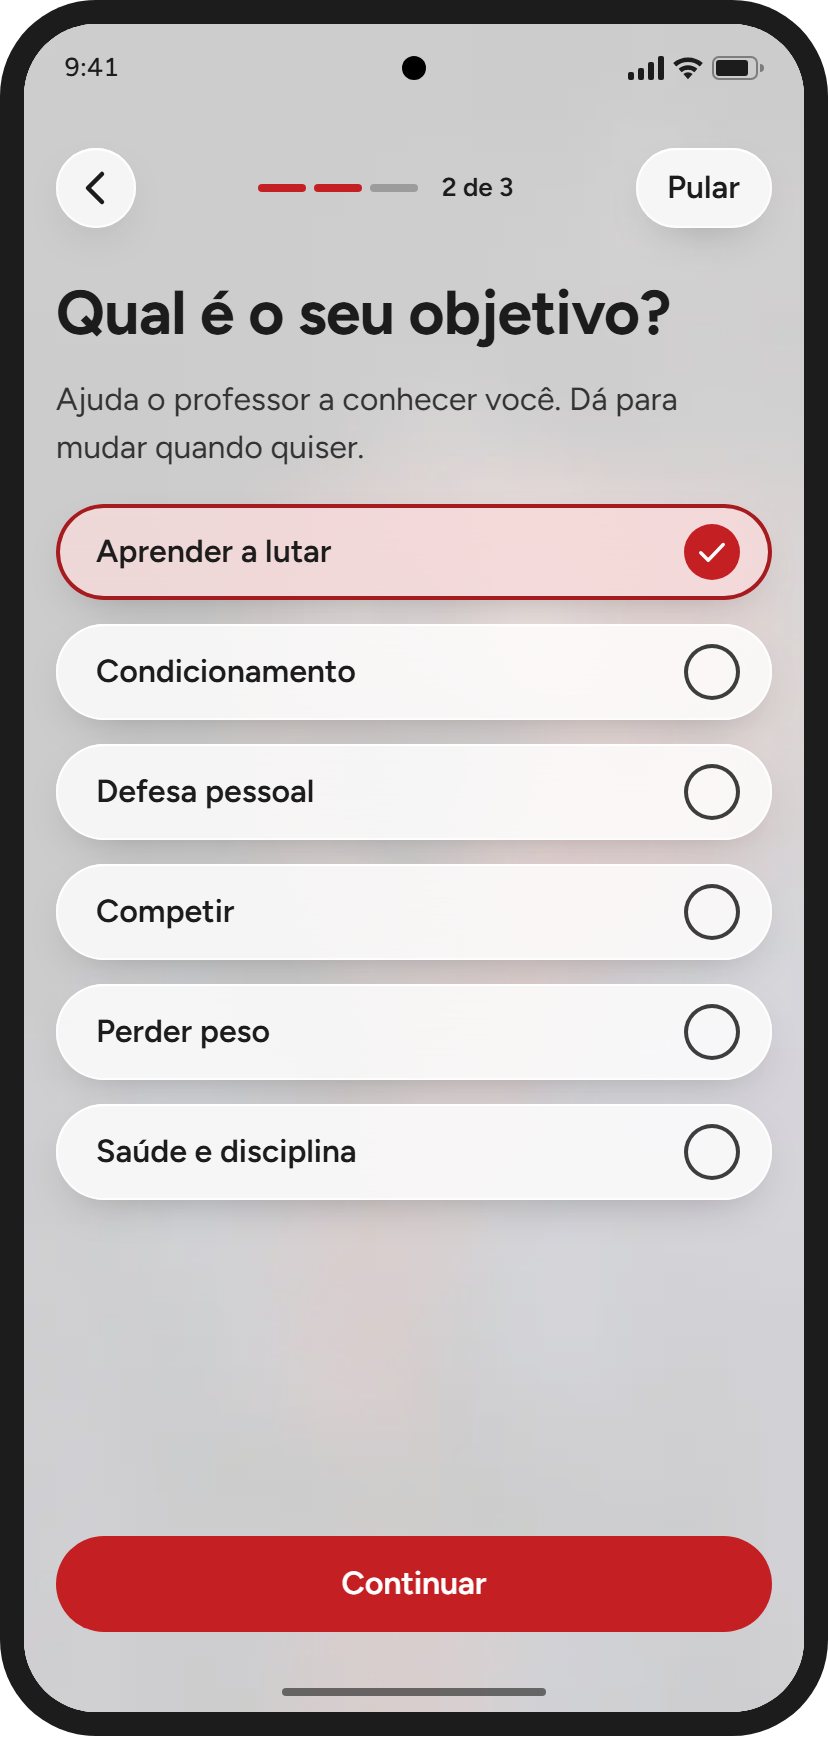 9:41
2 de 3
Pular
Qual é o seu objetivo?
Ajuda o professor a conhecer você. Dá para
mudar quando quiser.
Aprender a lutar
Condicionamento
Defesa pessoal
Competir
Perder peso
Saúde e disciplina
Continuar